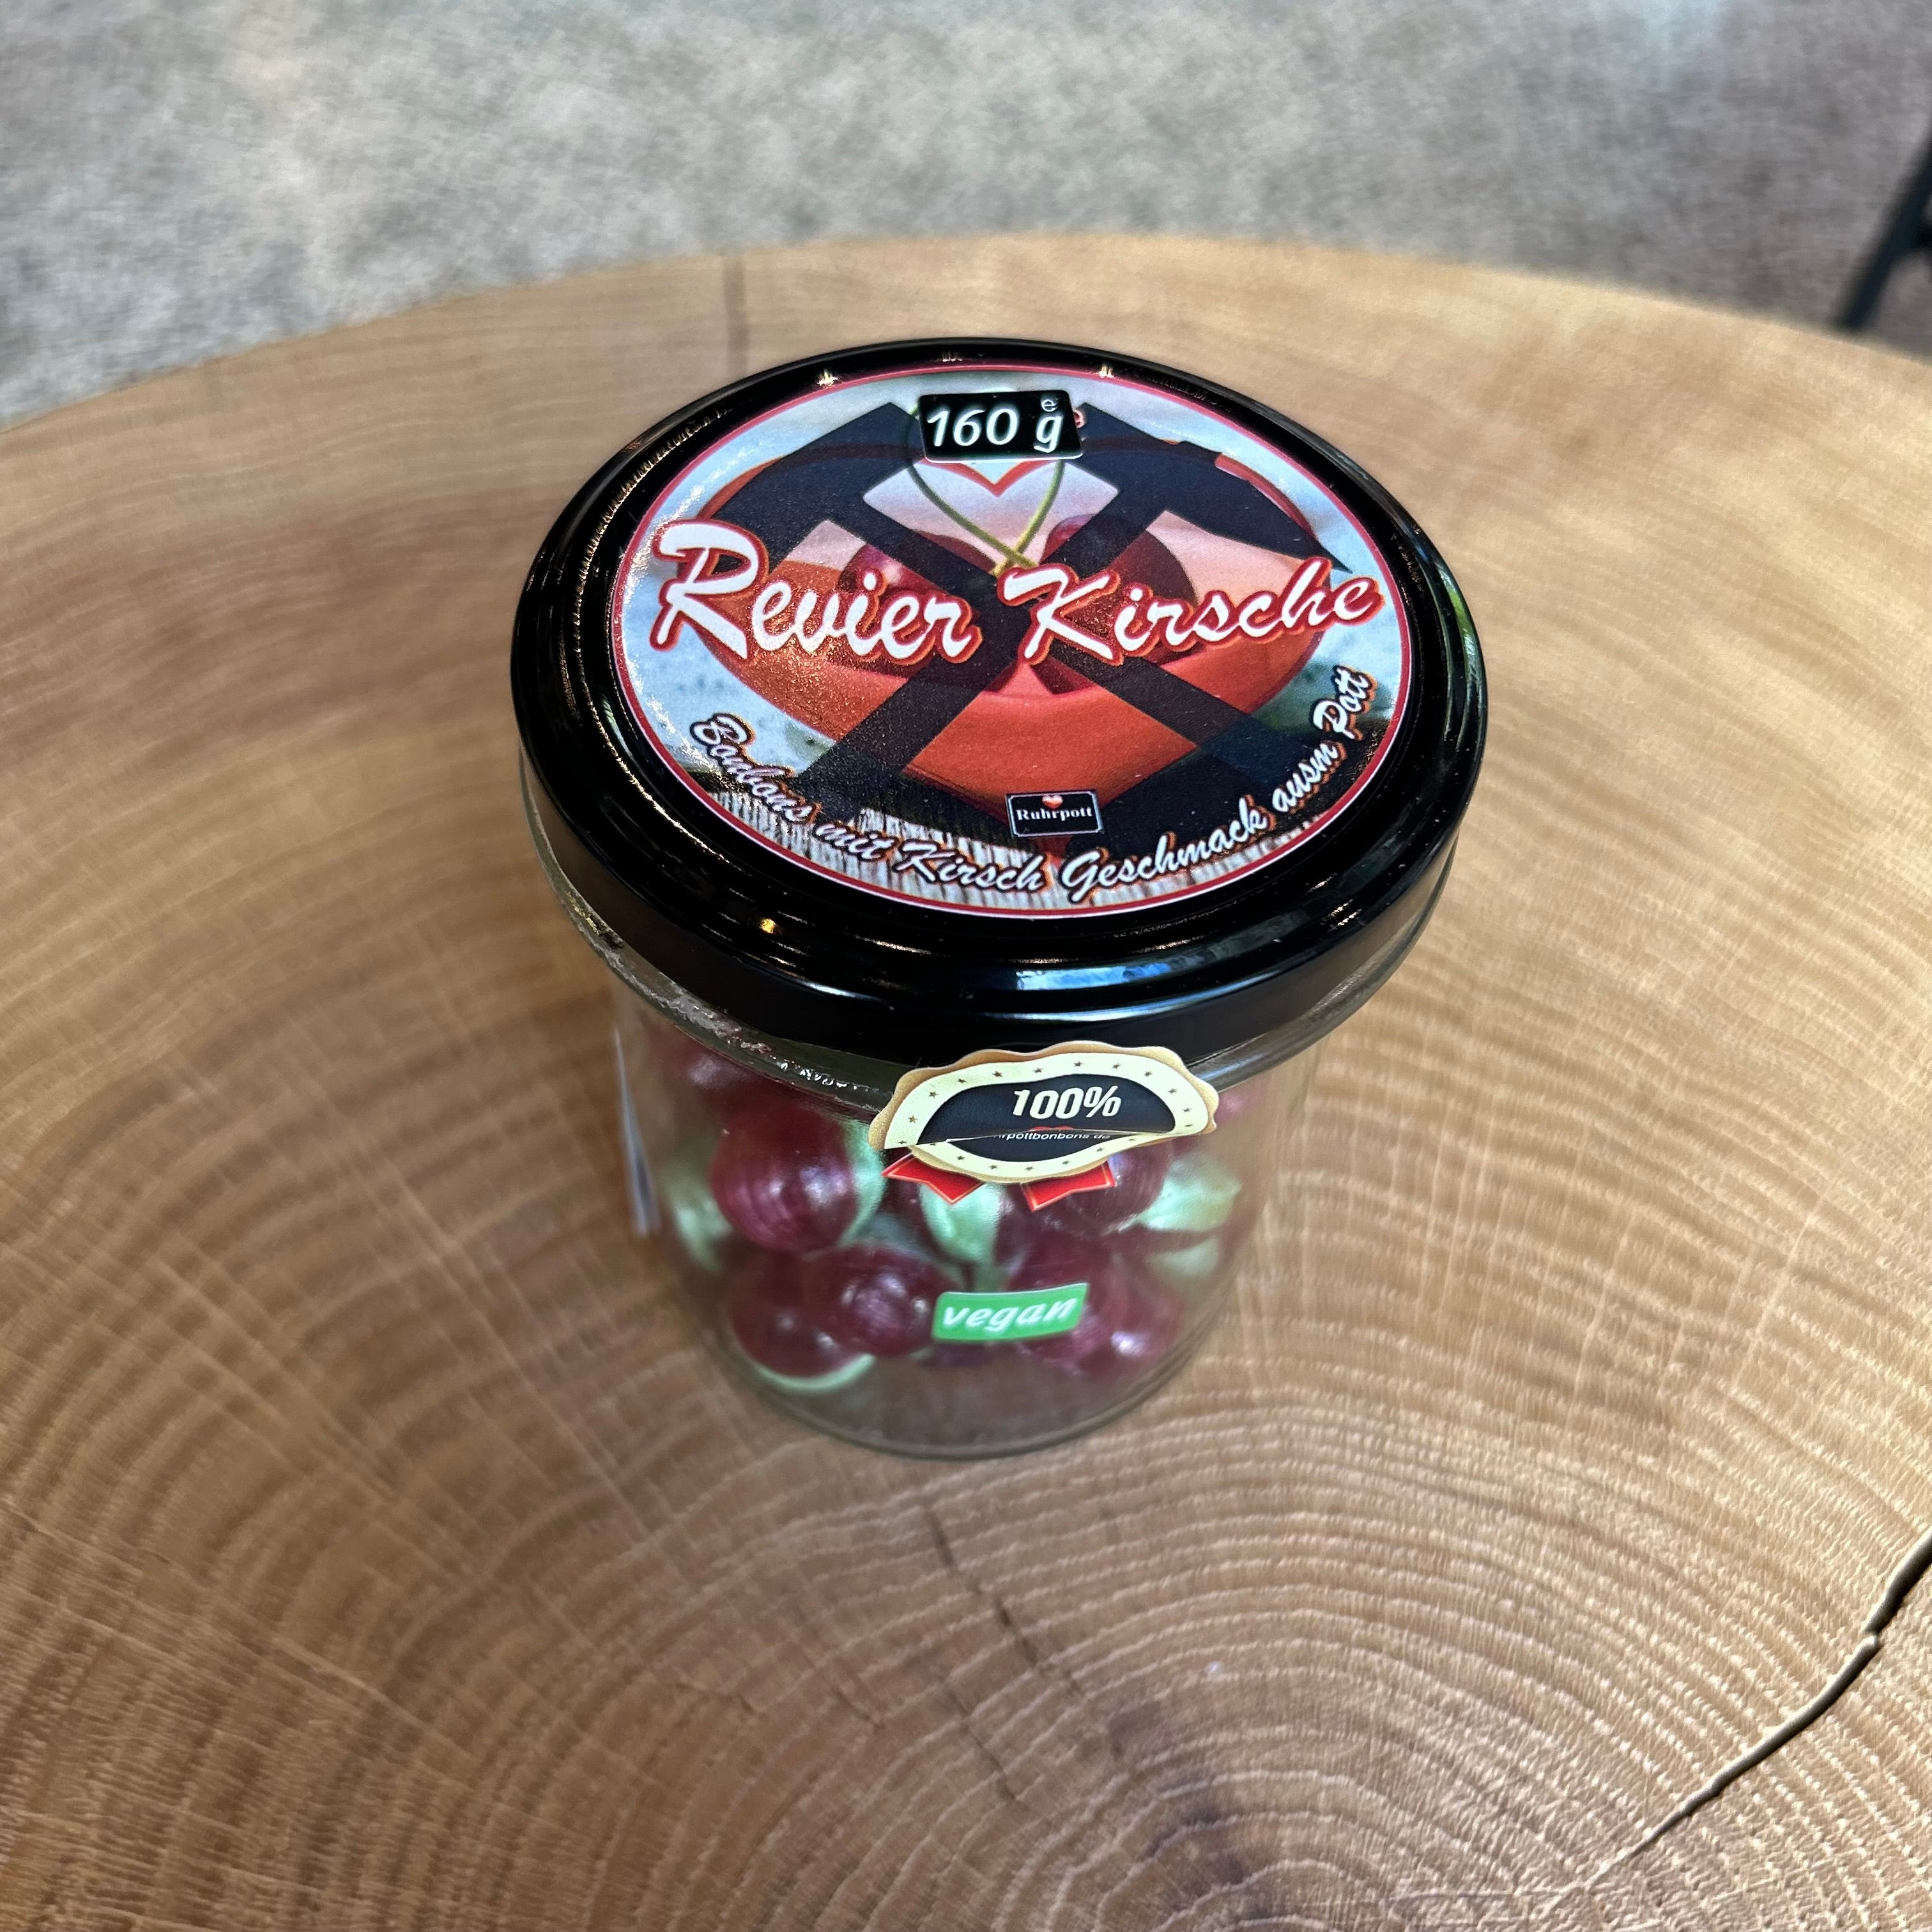 160 g e
Revier Kirsche
Bonbons mit Kirsch Geschmack ausm Pott
Ruhrpott
100%
vegan